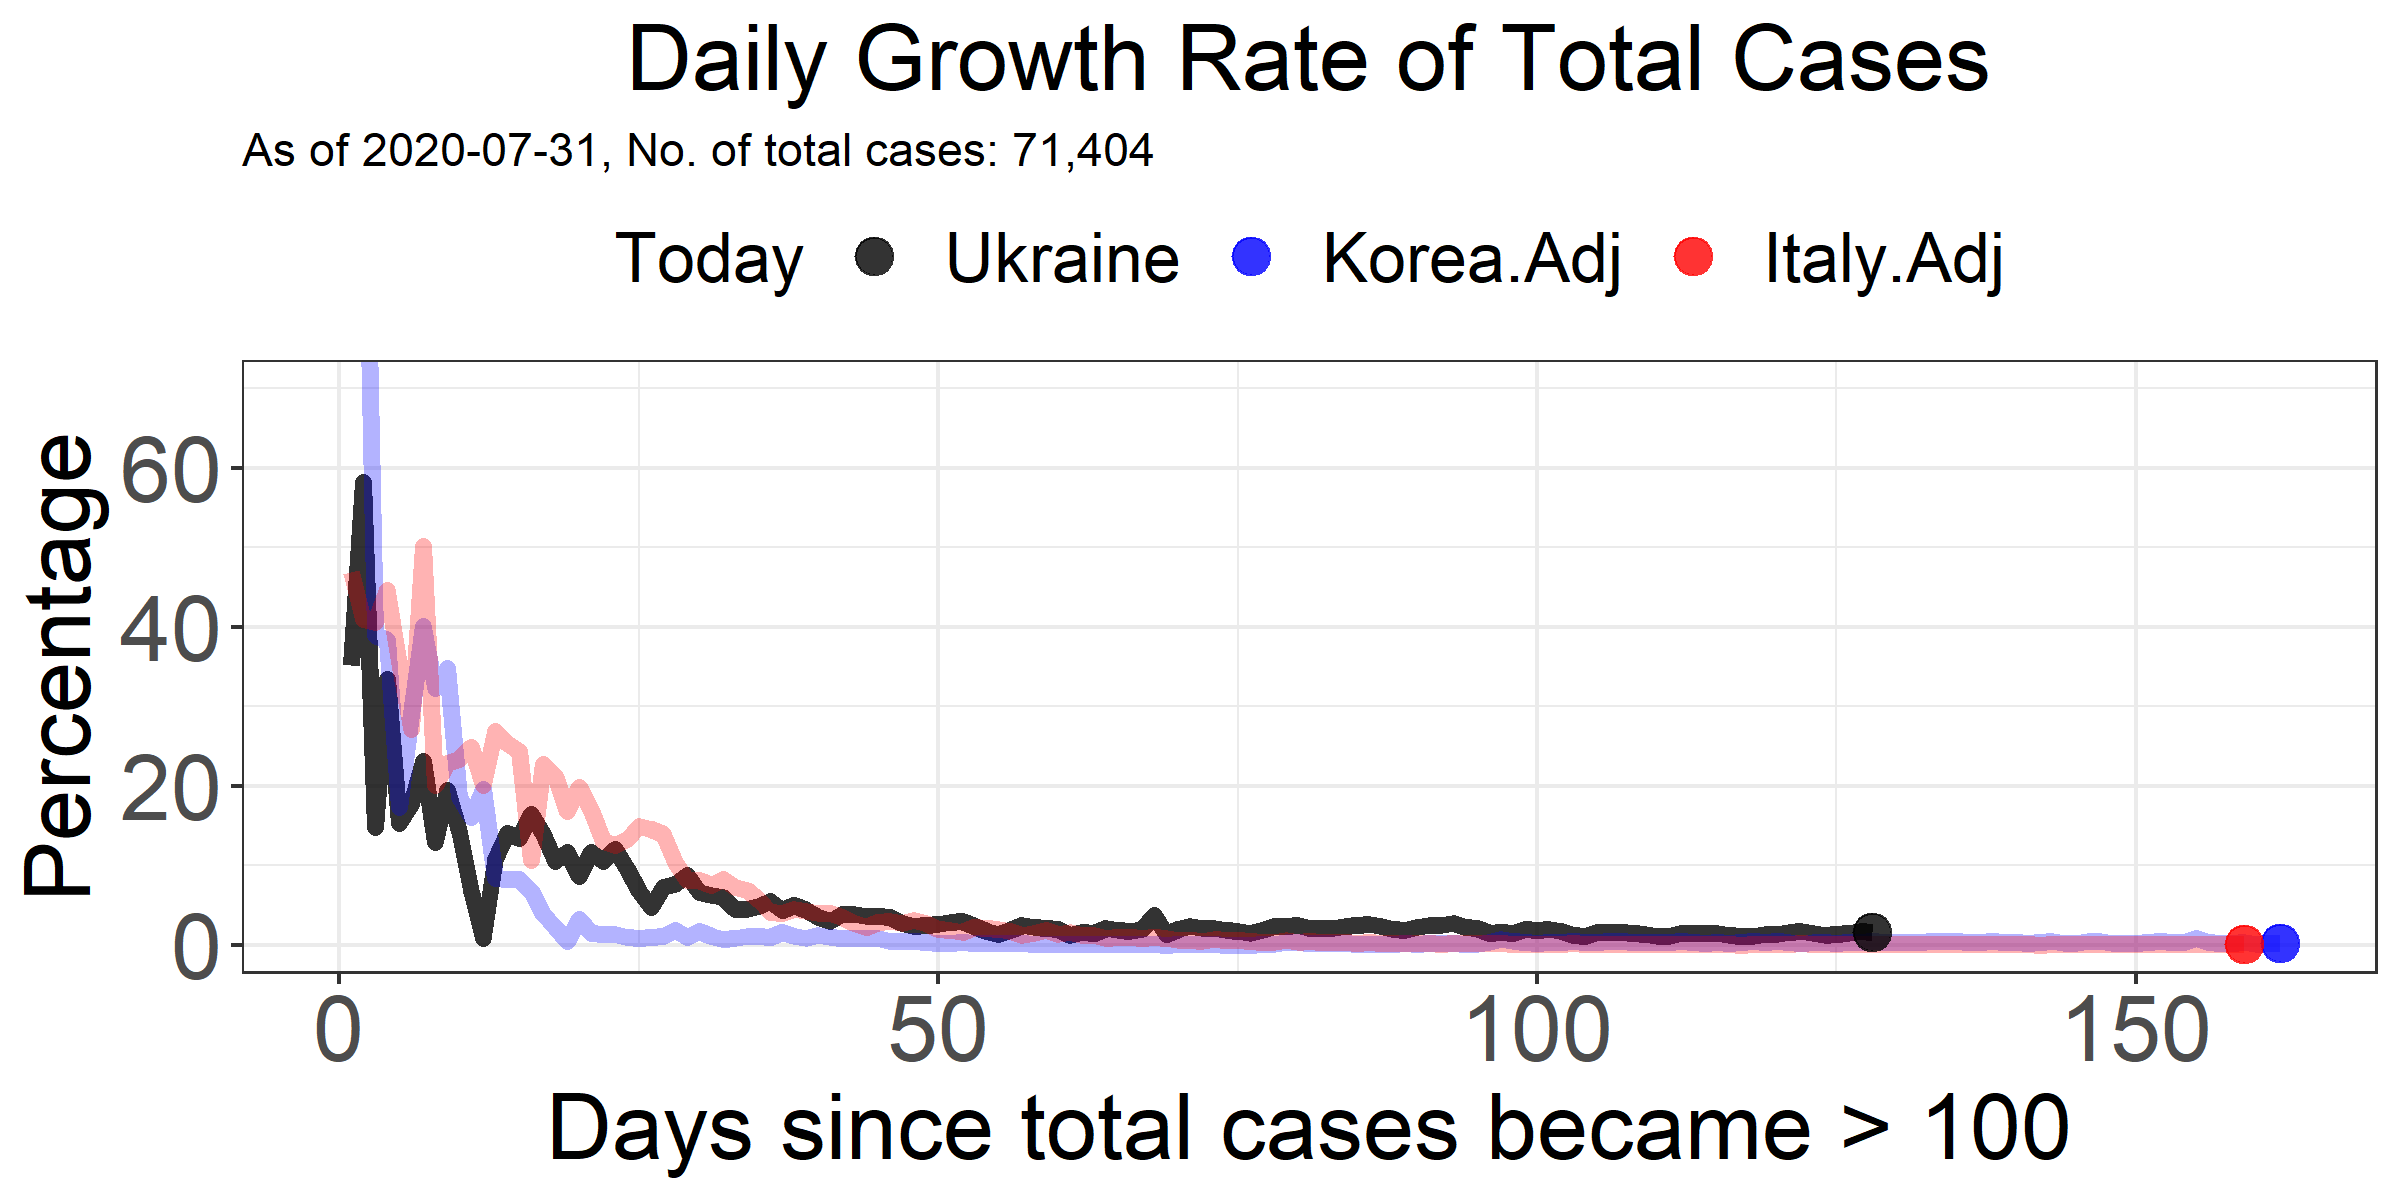 Daily Growth Rate of Total Cases
As of 2020-07-31, No. of total cases: 71,404
Today Ukraine Korea.Adj Italy.Adj
Percentage
60
40
20
0
0 50 100 150
Days since total cases became > 100